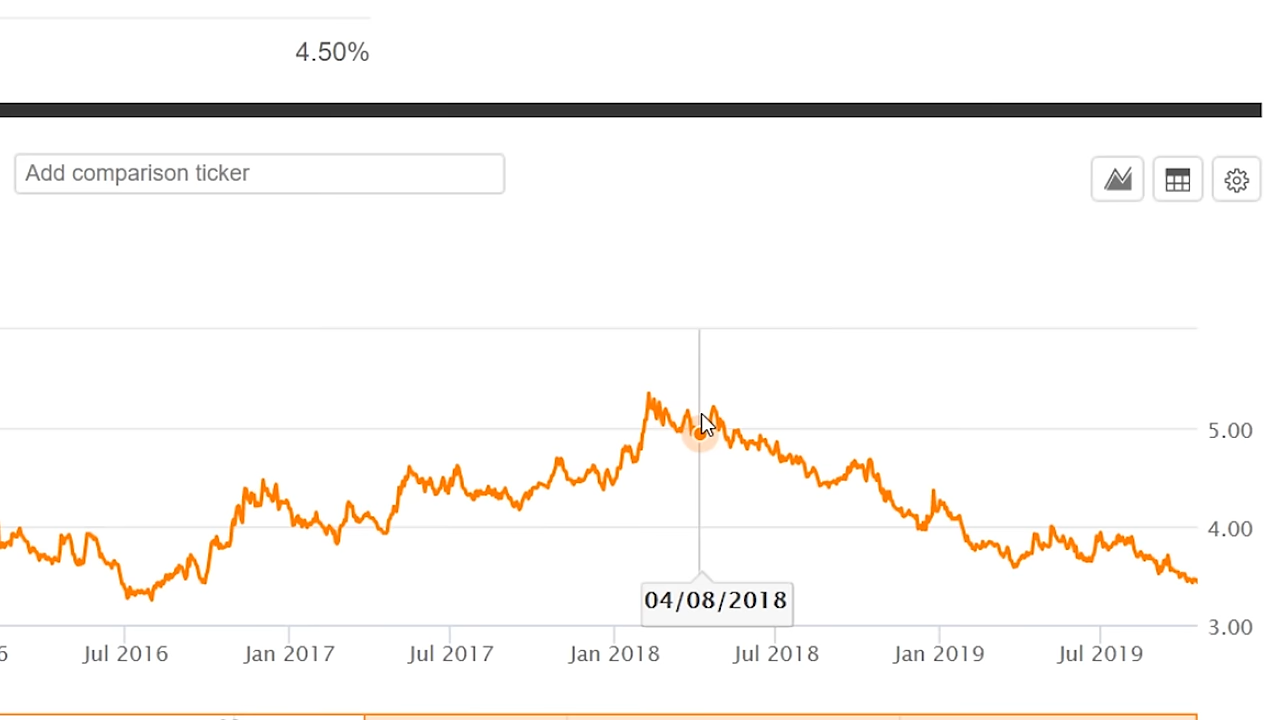 4.50%
Add comparison ticker
5.00
4.00
04/08/2018
3.00
6 Jul 2016 Jan 2017 Jul 2017 Jan 2018 Jul 2018 Jan 2019 Jul 2019